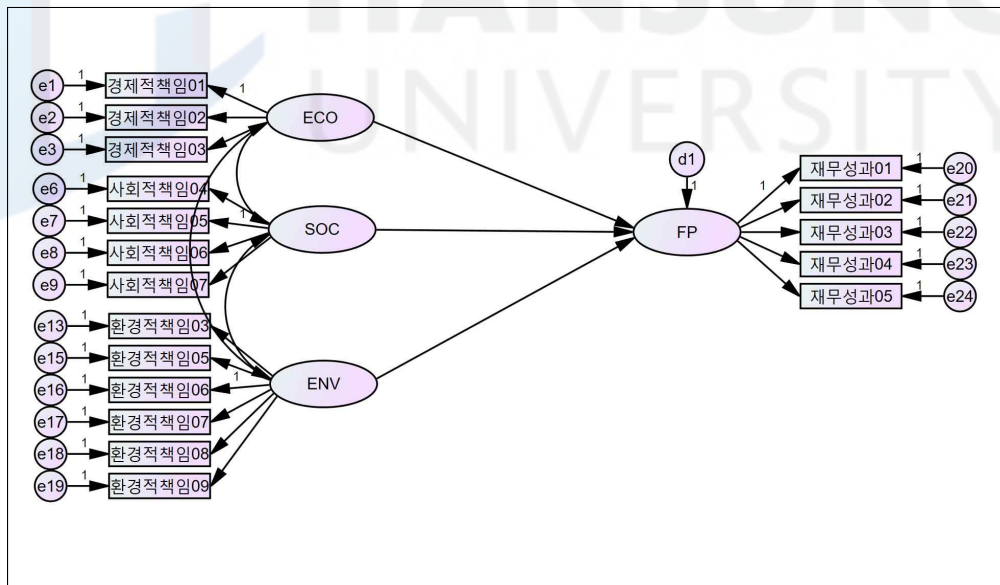 HANSUNG
UNIVERSITY
e1 1 경제적책임01 1
e2 1 경제적책임02
e3 1 경제적책임03
ECO
e6 1 사회적책임04
e7 1 사회적책임05 1
e8 1 사회적책임06
e9 1 사회적책임07
SOC
e13 1 환경적책임03
e15 1 환경적책임05
e16 1 환경적책임06 1
e17 1 환경적책임07
e18 1 환경적책임08
e19 1 환경적책임09
ENV
d1
1
FP
1 재무성과01 1 e20
재무성과02 1 e21
재무성과03 1 e22
재무성과04 1 e23
재무성과05 1 e24